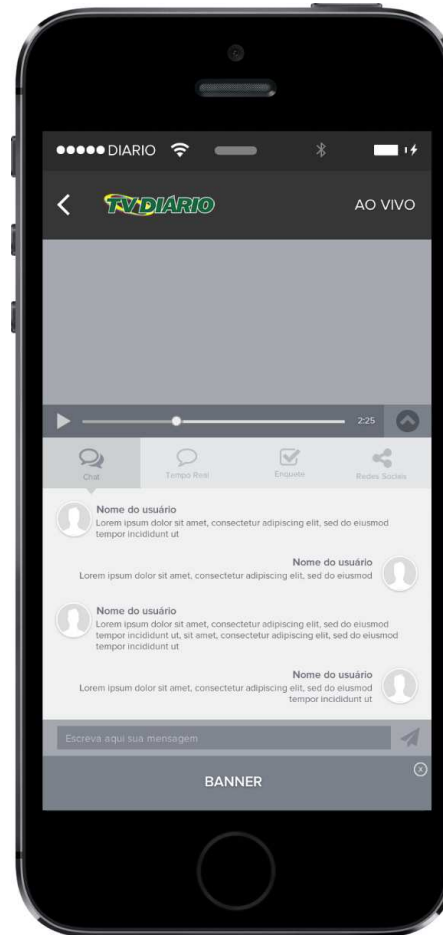 DIARIO
TV DIÁRIO
AO VIVO
2:25
Chat
Tempo Real
Enquete
Redes Sociais
Nome do usuário
Lorem ipsum dolor sit amet, consectetur adipiscing elit, sed do eiusmod
tempor incididunt ut
Nome do usuário
Lorem ipsum dolor sit amet, consectetur adipiscing elit, sed do eiusmod
Nome do usuário
Lorem ipsum dolor sit amet, consectetur adipiscing elit, sed do eiusmod
tempor incididunt ut, sit amet, consectetur adipiscing elit, sed do eiusmod
tempor incididunt ut
Nome do usuário
Lorem ipsum dolor sit amet, consectetur adipiscing elit, sed do eiusmod
tempor incididunt ut
Escreva aqui sua mensagem
BANNER